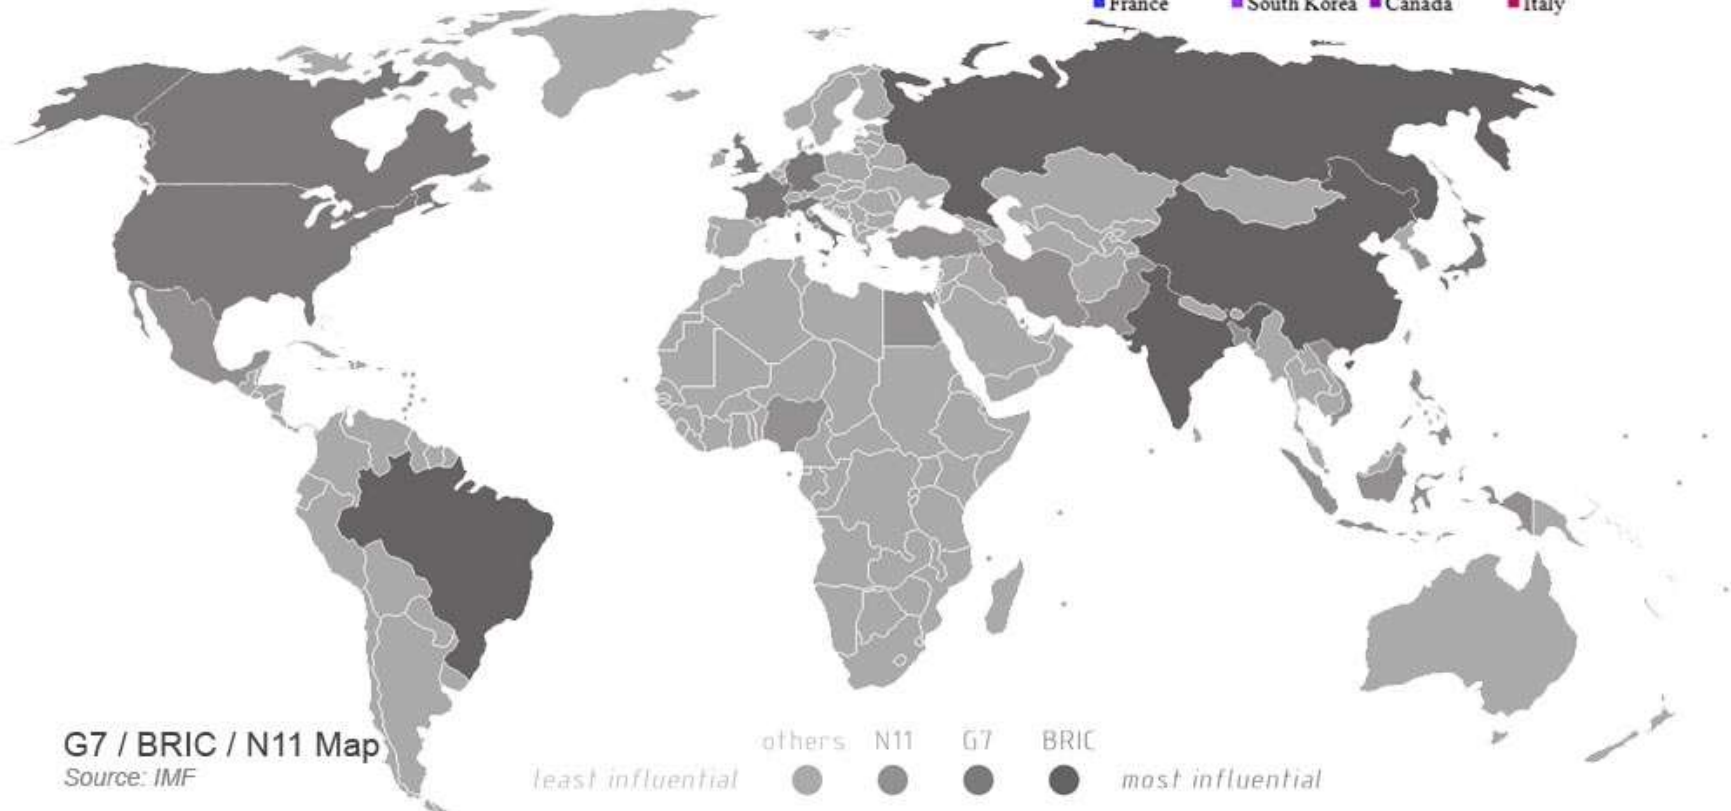 France South Korea Canada Italy
G7 / BRIC / N11 Map
Source: IMF
others N11 G7 BRIC
least influential most influential